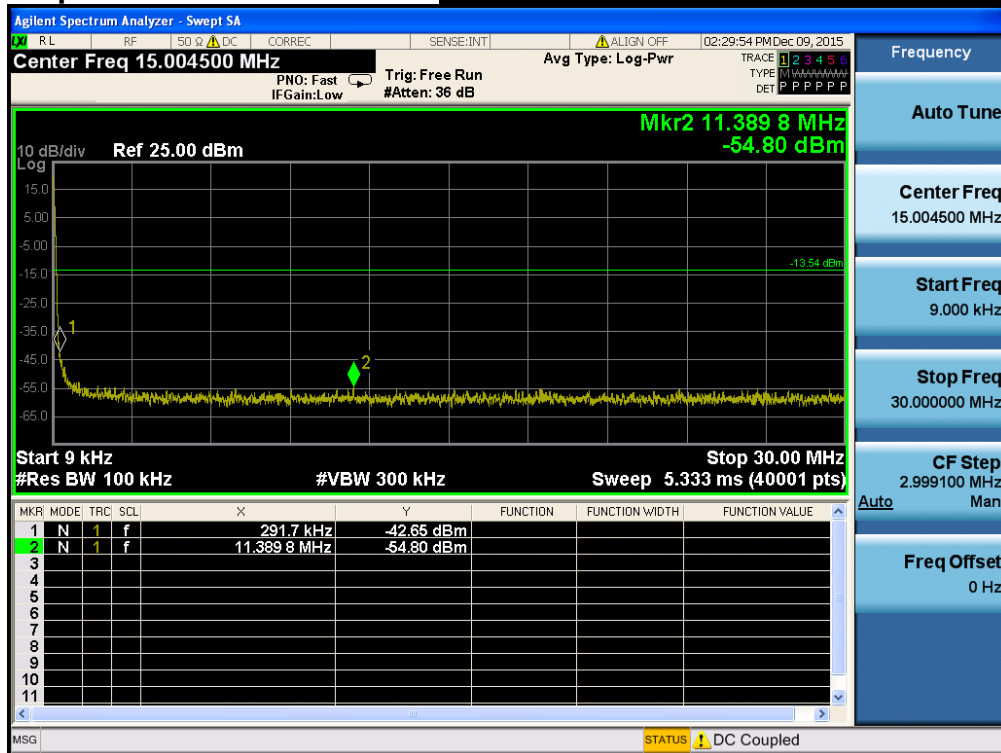 Agilent Spectrum Analyzer - Swept SA
LXI RL RF 50 Ω DC CORREC SENSE:INT ALIGN OFF 02:29:54 PM Dec 09, 2015
Center Freq 15.004500 MHz
PNO: Fast
IFGain:Low
Trig: Free Run
#Atten: 36 dB
Avg Type: Log-Pwr
TRACE 1 2 3 4 5 6
TYPE M
DET P P P P P P
Mkr2 11.389 8 MHz
-54.80 dBm
10 dB/div Ref 25.00 dBm
Log
15.0
5.00
-5.00
-13.54 dBm
-15.0
-25.0
-35.0
1
-45.0
2
-55.0
-65.0
Start 9 kHz Stop 30.00 MHz
#Res BW 100 kHz #VBW 300 kHz Sweep 5.333 ms (40001 pts)
MKR MODE TRC SCL X Y FUNCTION FUNCTION WIDTH FUNCTION VALUE
1 N 1 f 291.7 kHz -42.65 dBm
2 N 1 f 11.389 8 MHz -54.80 dBm
3
4
5
6
7
8
9
10
11
MSG STATUS DC Coupled
Frequency
Auto Tune
Center Freq
15.004500 MHz
Start Freq
9.000 kHz
Stop Freq
30.000000 MHz
CF Step
2.999100 MHz
Auto Man
Freq Offset
0 Hz